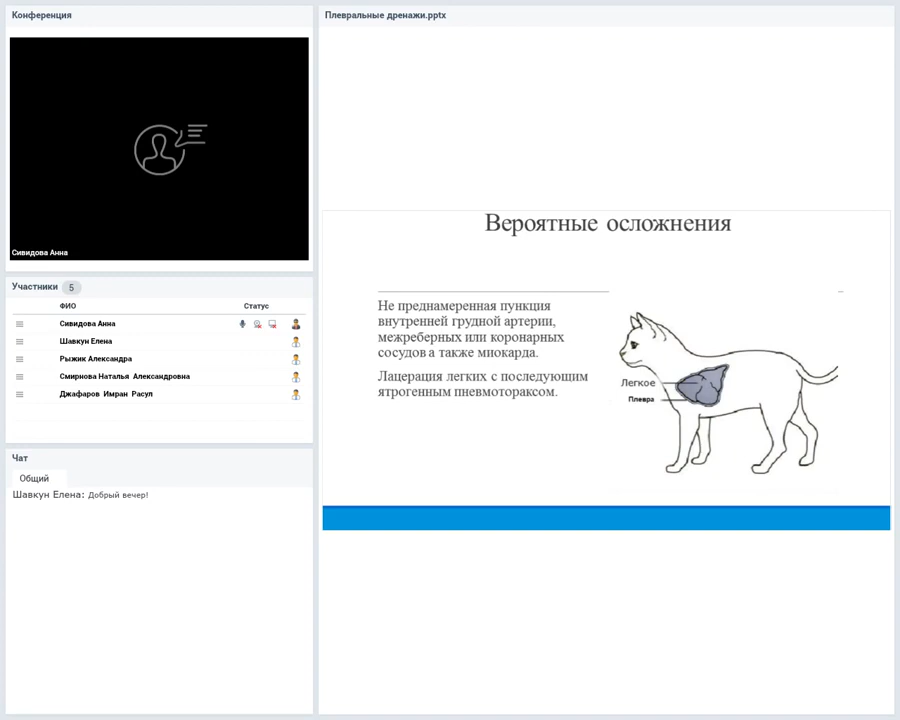 Конференция
Сивидова Анна
Участники 5
ФИО Статус
Сивидова Анна
Шавкун Елена
Рыжик Александра
Смирнова Наталья Александровна
Джафаров Имран Расул
Чат
Общий
Шавкун Елена: Добрый вечер!
Плевральные дренажи.pptx
Вероятные осложнения
Не преднамеренная пункция
внутренней грудной артерии,
межреберных или коронарных
сосудов а также миокарда.
Лацерация легких с последующим
ятрогенным пневмотораксом.
Легкое
Плевра